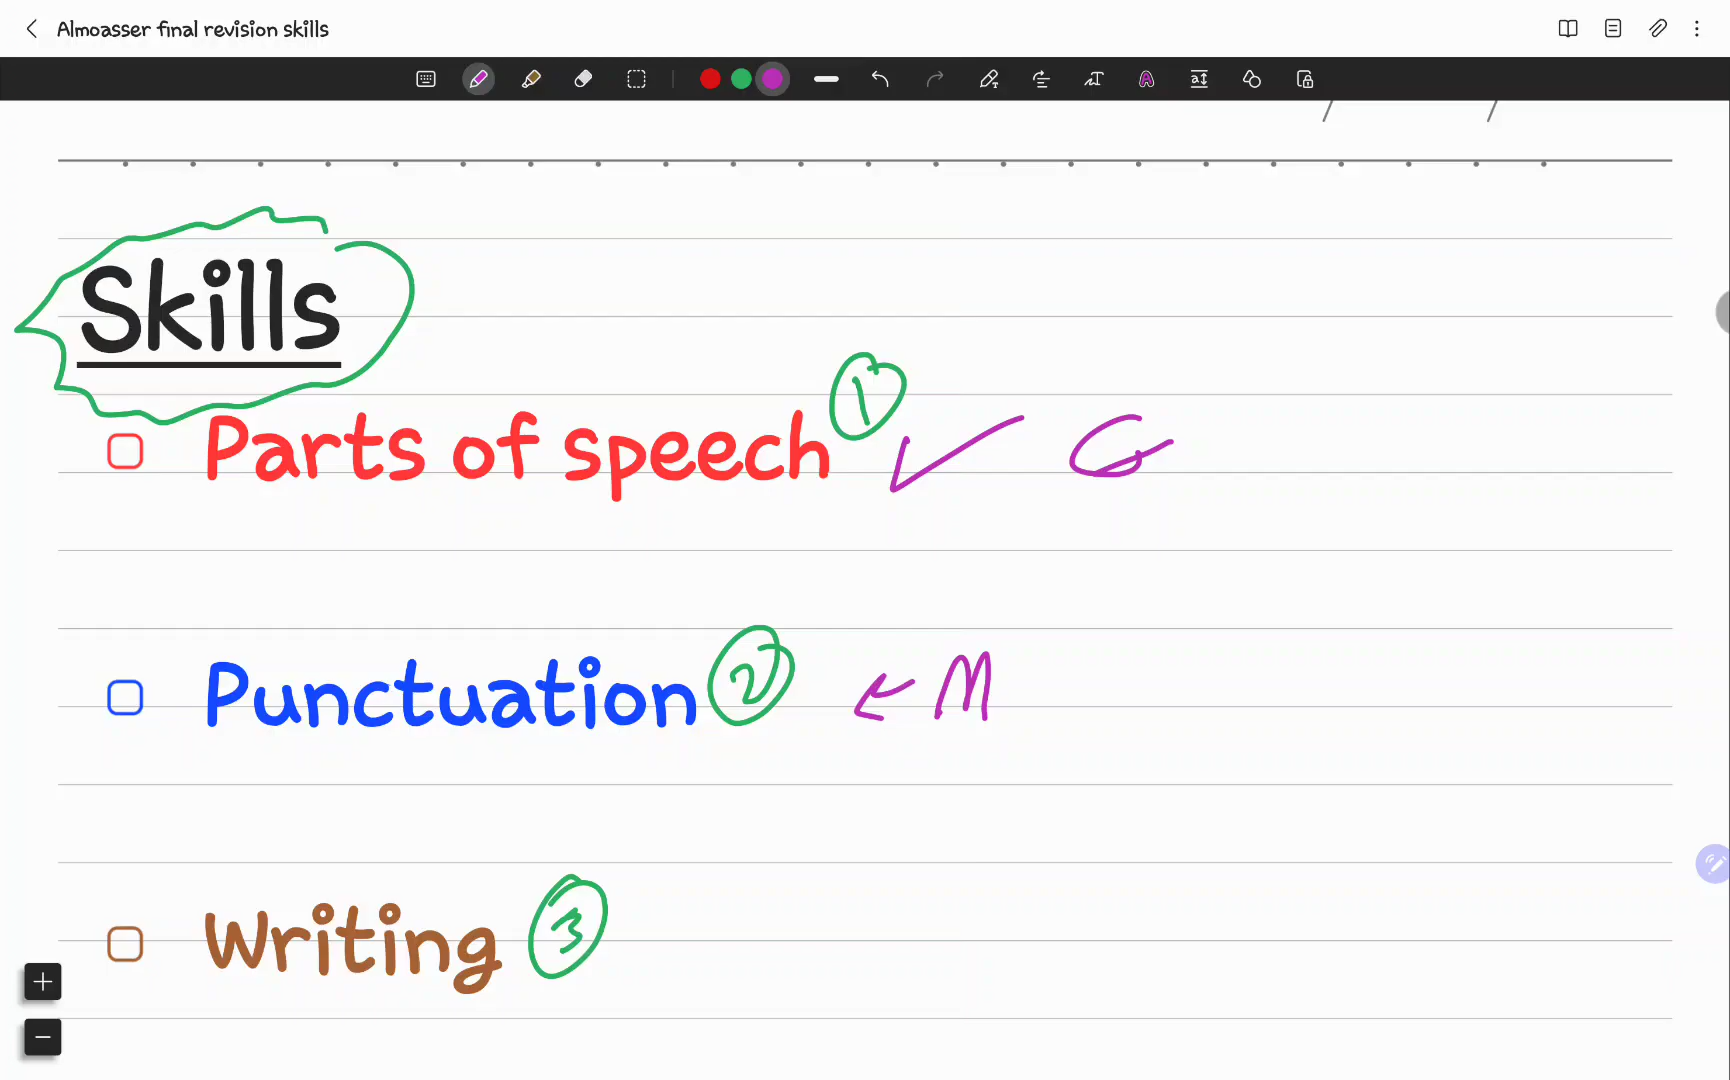 Almoasser final revision skills
Skills
Parts of speech 1 G
Punctuation 2 M
Writing 3